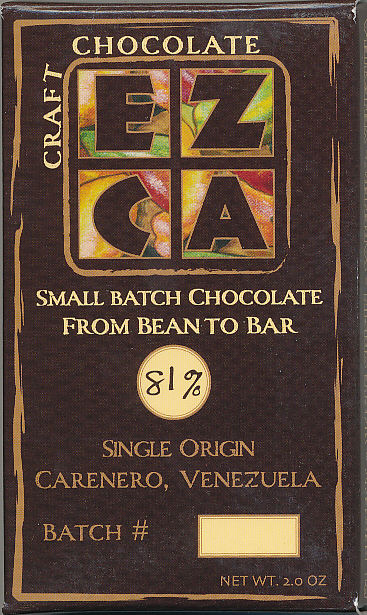 CRAFT
CHOCOLATE
EZ
CA
SMALL BATCH CHOCOLATE
FROM BEAN TO BAR
81%
SINGLE ORIGIN
CARENERO, VENEZUELA
BATCH #
NET WT. 2.0 OZ